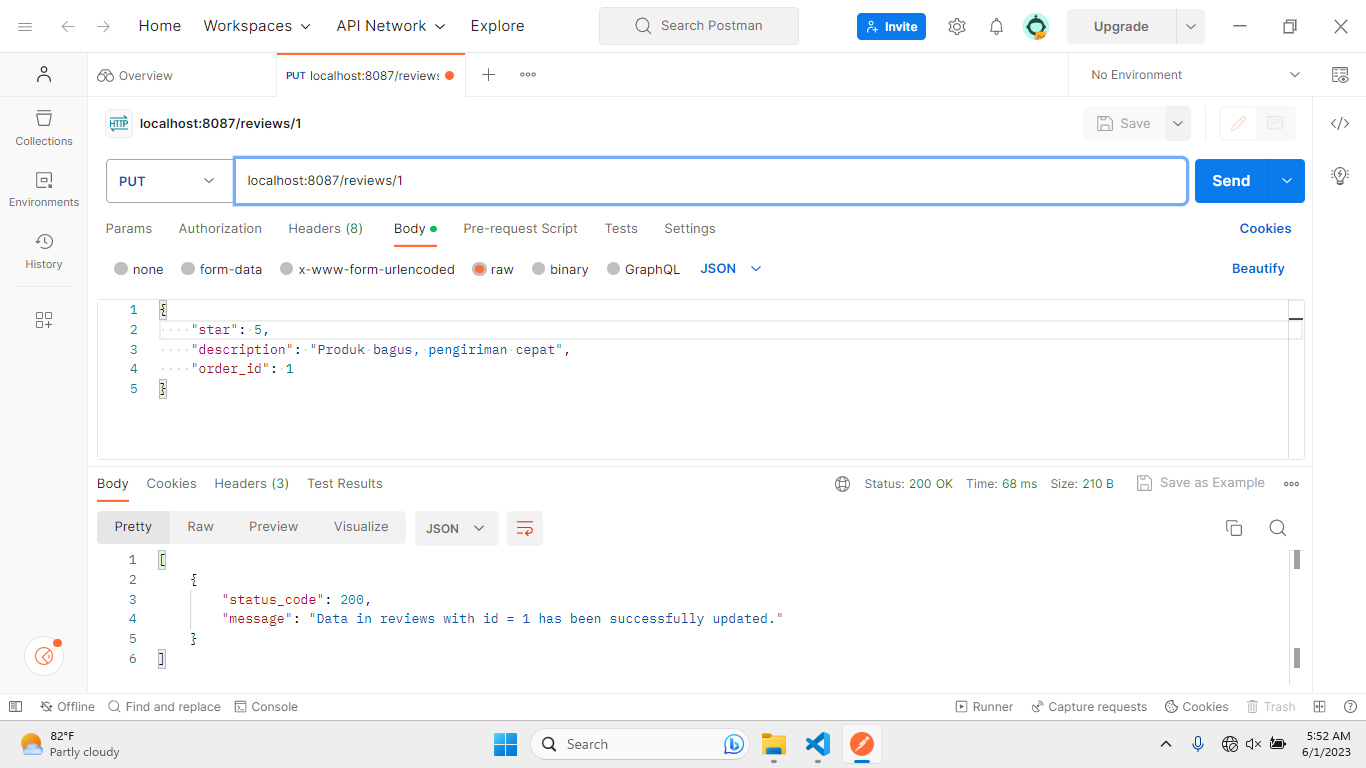 Home Workspaces API Network Explore Search Postman Invite Upgrade
Overview PUT localhost:8087/reviews No Environment
HTTP localhost:8087/reviews/1 Save
Collections
PUT localhost:8087/reviews/1 Send
Environments
Params Authorization Headers (8) Body Pre-request Script Tests Settings Cookies
History
none form-data x-www-form-urlencoded raw binary GraphQL JSON Beautify
1 {
2 "star": 5,
3 "description": "Produk bagus, pengiriman cepat",
4 "order_id": 1
5 }
Body Cookies Headers (3) Test Results Status: 200 OK Time: 68 ms Size: 210 B Save as Example
Pretty Raw Preview Visualize JSON
1 [
2 {
3 "status_code": 200,
4 "message": "Data in reviews with id = 1 has been successfully updated."
5 }
6 ]
Offline Find and replace Console Runner Capture requests Cookies Trash
82°F
Partly cloudy
Search
5:52 AM
6/1/2023